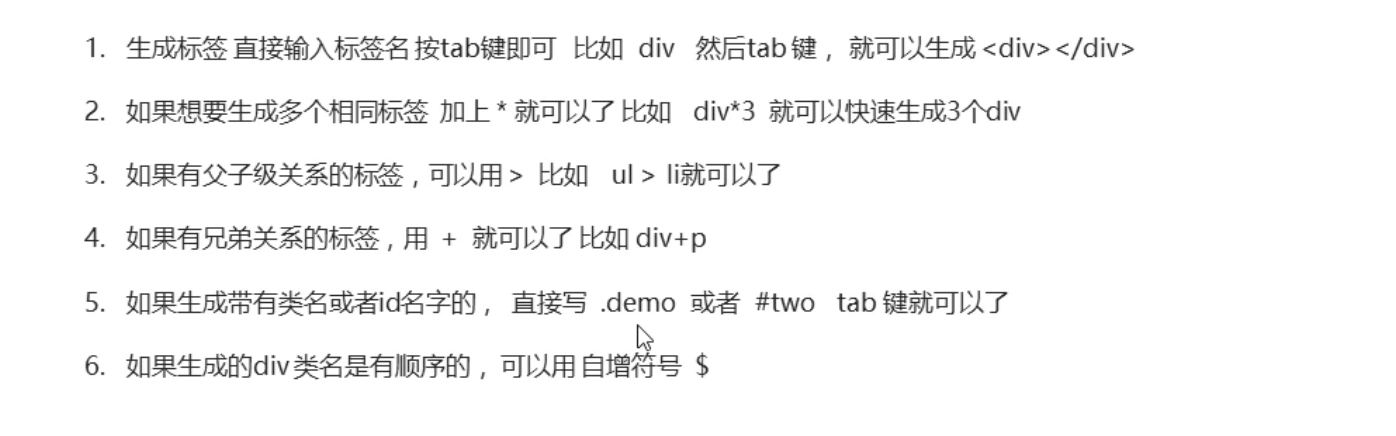 1. 生成标签 直接输入标签名 按tab键即可 比如 div 然后tab 键， 就可以生成 <div></div>
2. 如果想要生成多个相同标签 加上 * 就可以了 比如 div*3 就可以快速生成3个div
3. 如果有父子级关系的标签，可以用 > 比如 ul > li就可以了
4. 如果有兄弟关系的标签，用 + 就可以了 比如 div+p
5. 如果生成带有类名或者id名字的， 直接写 .demo 或者 #two tab 键就可以了
6. 如果生成的div 类名是有顺序的， 可以用 自增符号 $